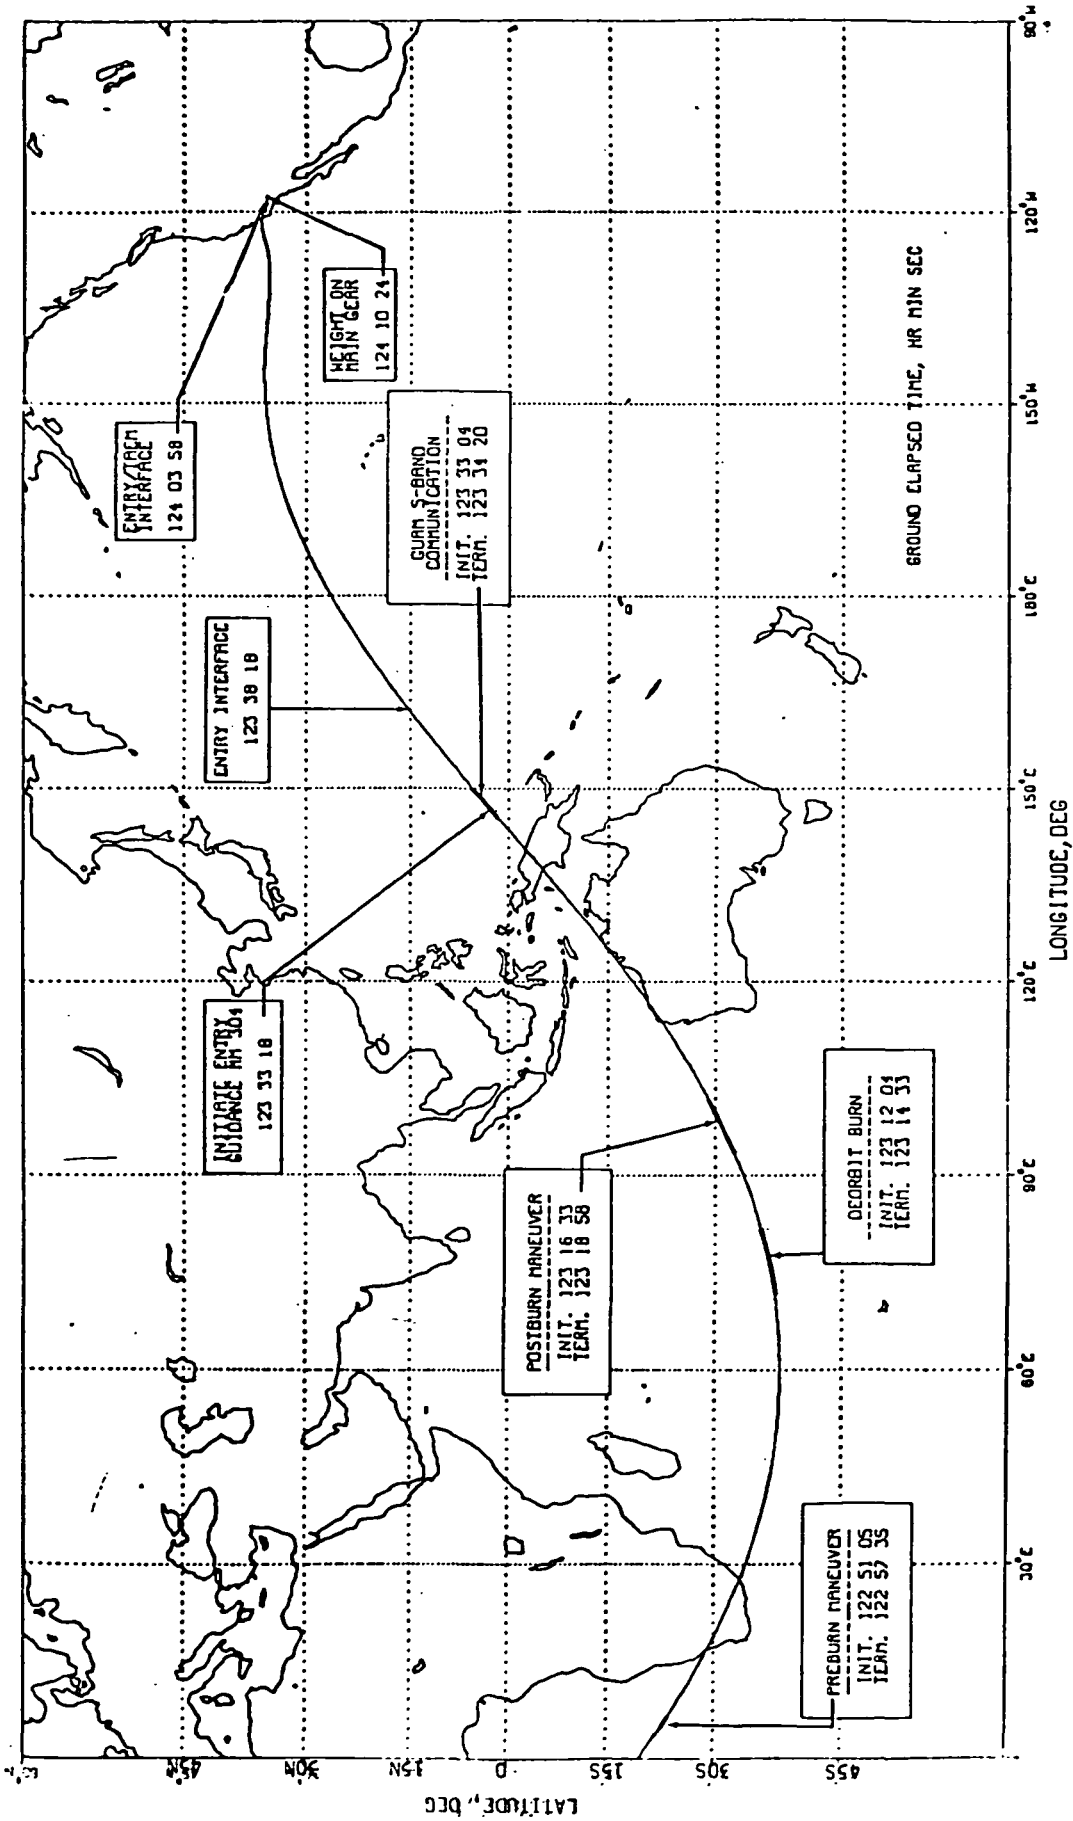 ENTRY/TAEM
INTERFACE
124 03 58
WEIGHT ON
MAIN GEAR
124 10 24
ENTRY INTERFACE
123 38 18
GUAM S-BAND
COMMUNICATION
INIT. 123 33 04
TERM. 123 34 20
INITIATE ENTRY
GUIDANCE MM 304
123 33 18
POSTBURN MANEUVER
INIT. 123 16 33
TERM. 123 18 58
DEORBIT BURN
INIT. 123 12 04
TERM. 123 14 33
PREBURN MANEUVER
INIT. 122 51 05
TERM. 122 57 35
GROUND ELAPSED TIME, HR MIN SEC
LATITUDE, DEG
45N
30N
15N
0
15S
30S
45S
30°E
60°E
90°E
120°E
150°E
180°E
150°W
120°W
90°W
LONGITUDE, DEG